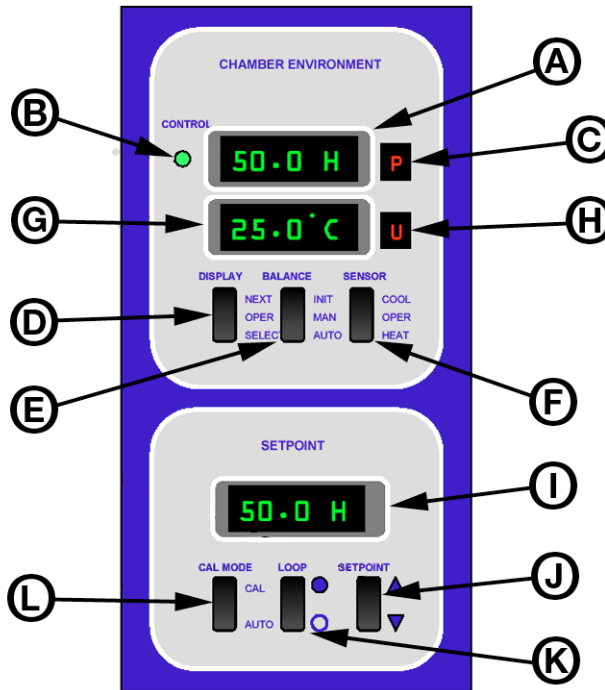 CHAMBER ENVIRONMENT
A
B
CONTROL
50.0 H
P
C
G
25.0°C
U
H
DISPLAY BALANCE SENSOR
NEXT INIT COOL
D
OPER MAN OPER
SELECT AUTO HEAT
E
F
SETPOINT
50.0 H
I
CAL MODE LOOP SETPOINT
CAL
J
L
AUTO
K